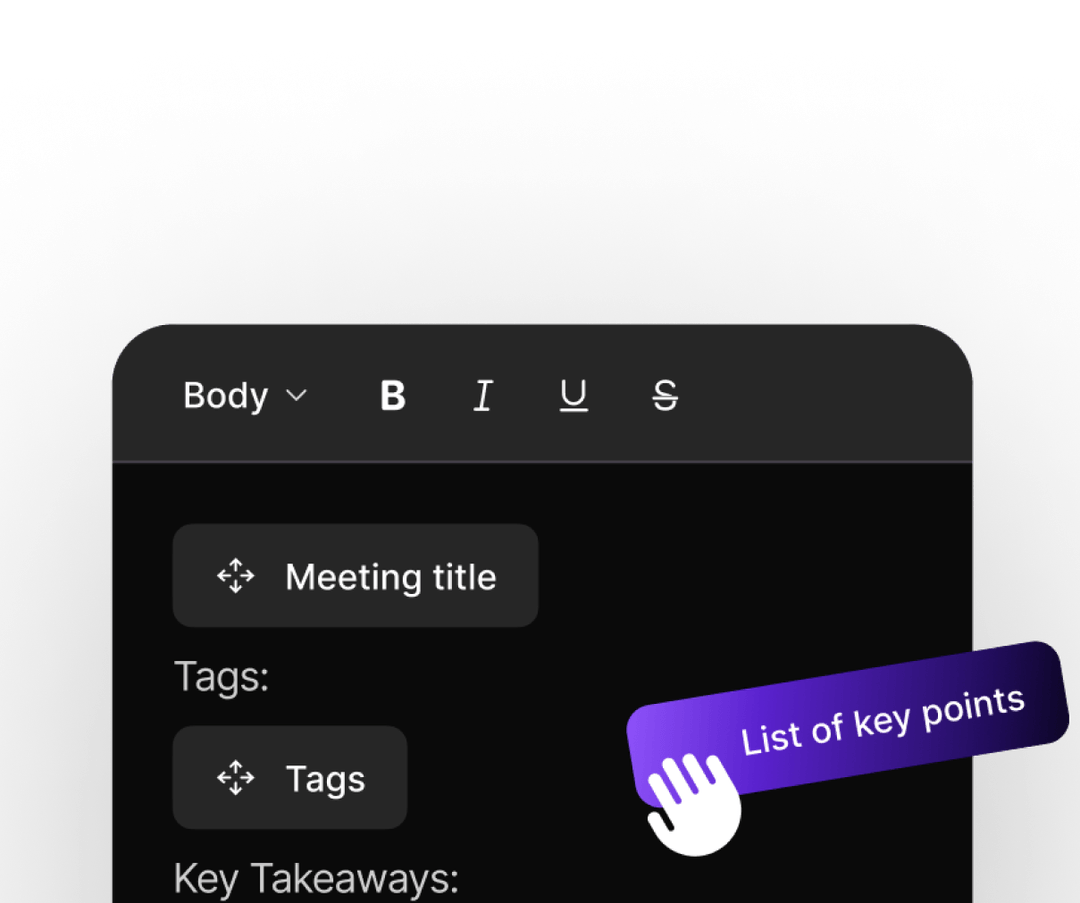 Body B I U S
Meeting title
Tags:
List of key points
Tags
Key Takeaways: